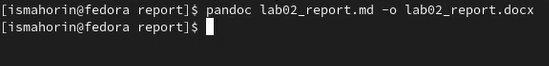 [ismahorin@fedora report]$ pandoc lab02_report.md -o lab02_report.docx
[ismahorin@fedora report]$